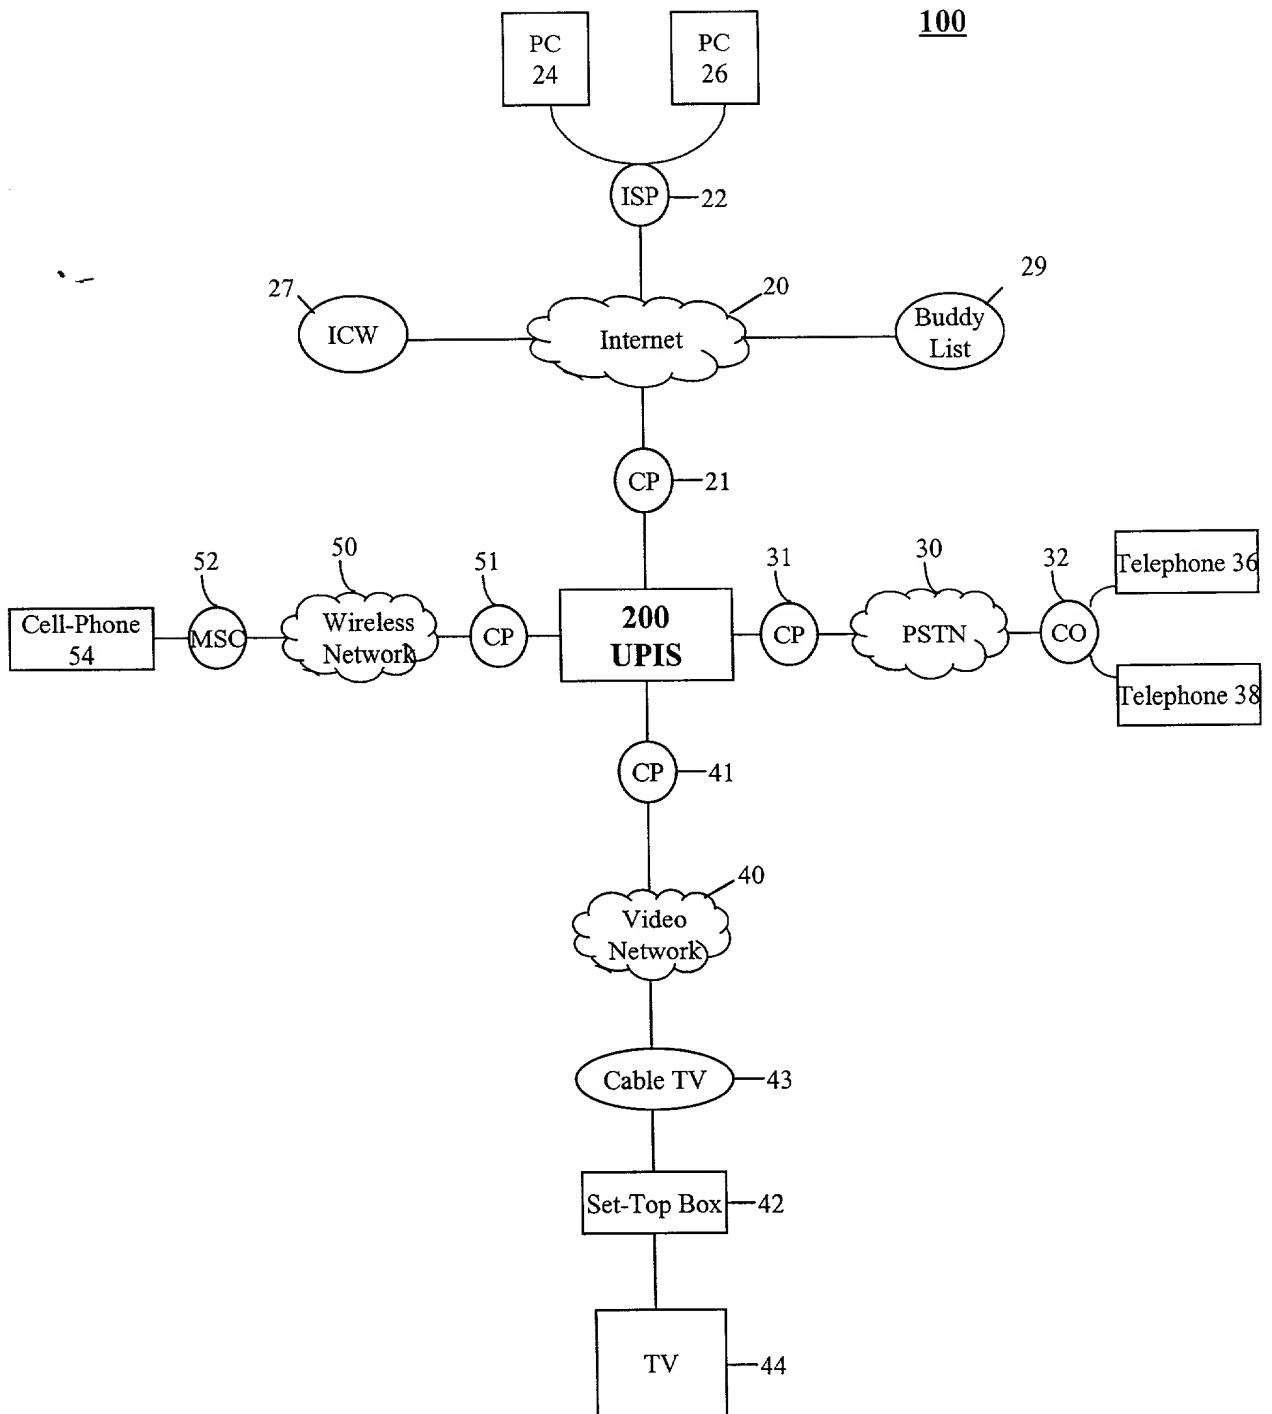 100
PC
24
PC
26
ISP
22
27
ICW
20
Internet
29
Buddy
List
CP
21
52
50
51
31
30
32
Cell-Phone
54
MSC
Wireless
Network
CP
200
UPIS
CP
PSTN
CO
Telephone 36
Telephone 38
CP
41
40
Video
Network
Cable TV
43
Set-Top Box
42
TV
44